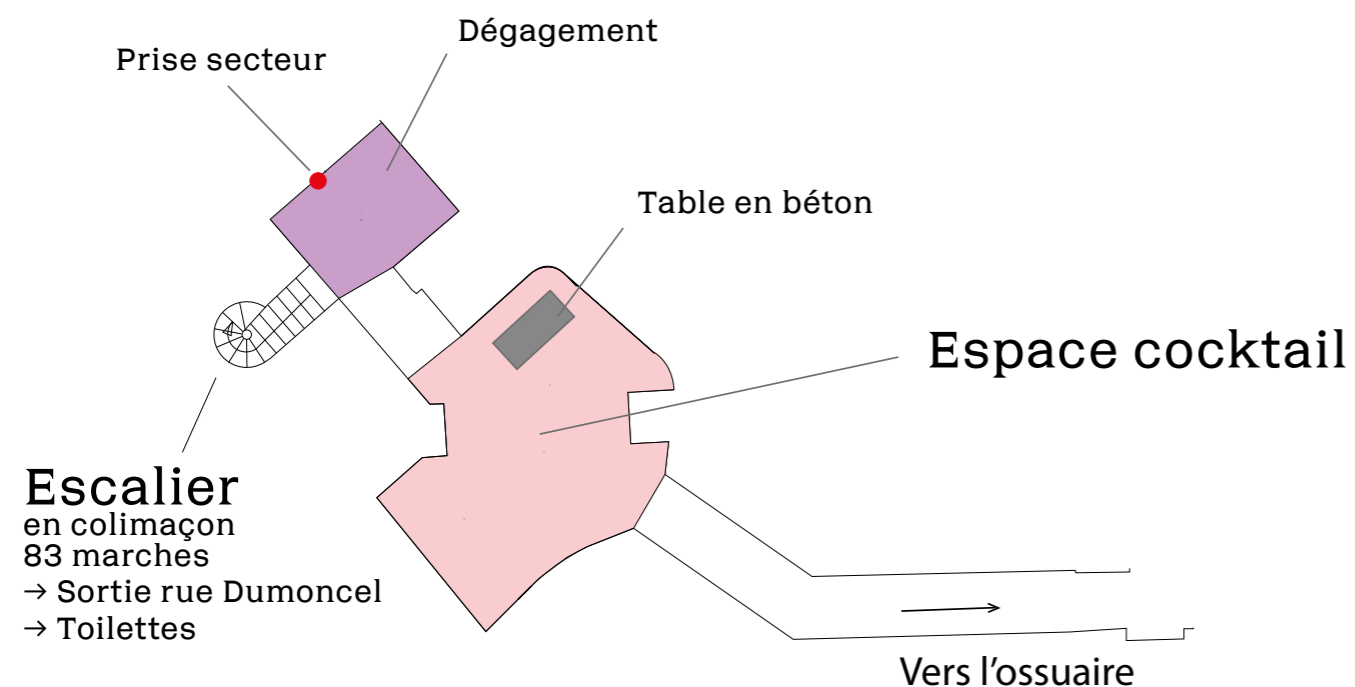 Dégagement
Prise secteur
Table en béton
Espace cocktail
Escalier
en colimaçon
83 marches
→ Sortie rue Dumoncel
→ Toilettes
Vers l’ossuaire